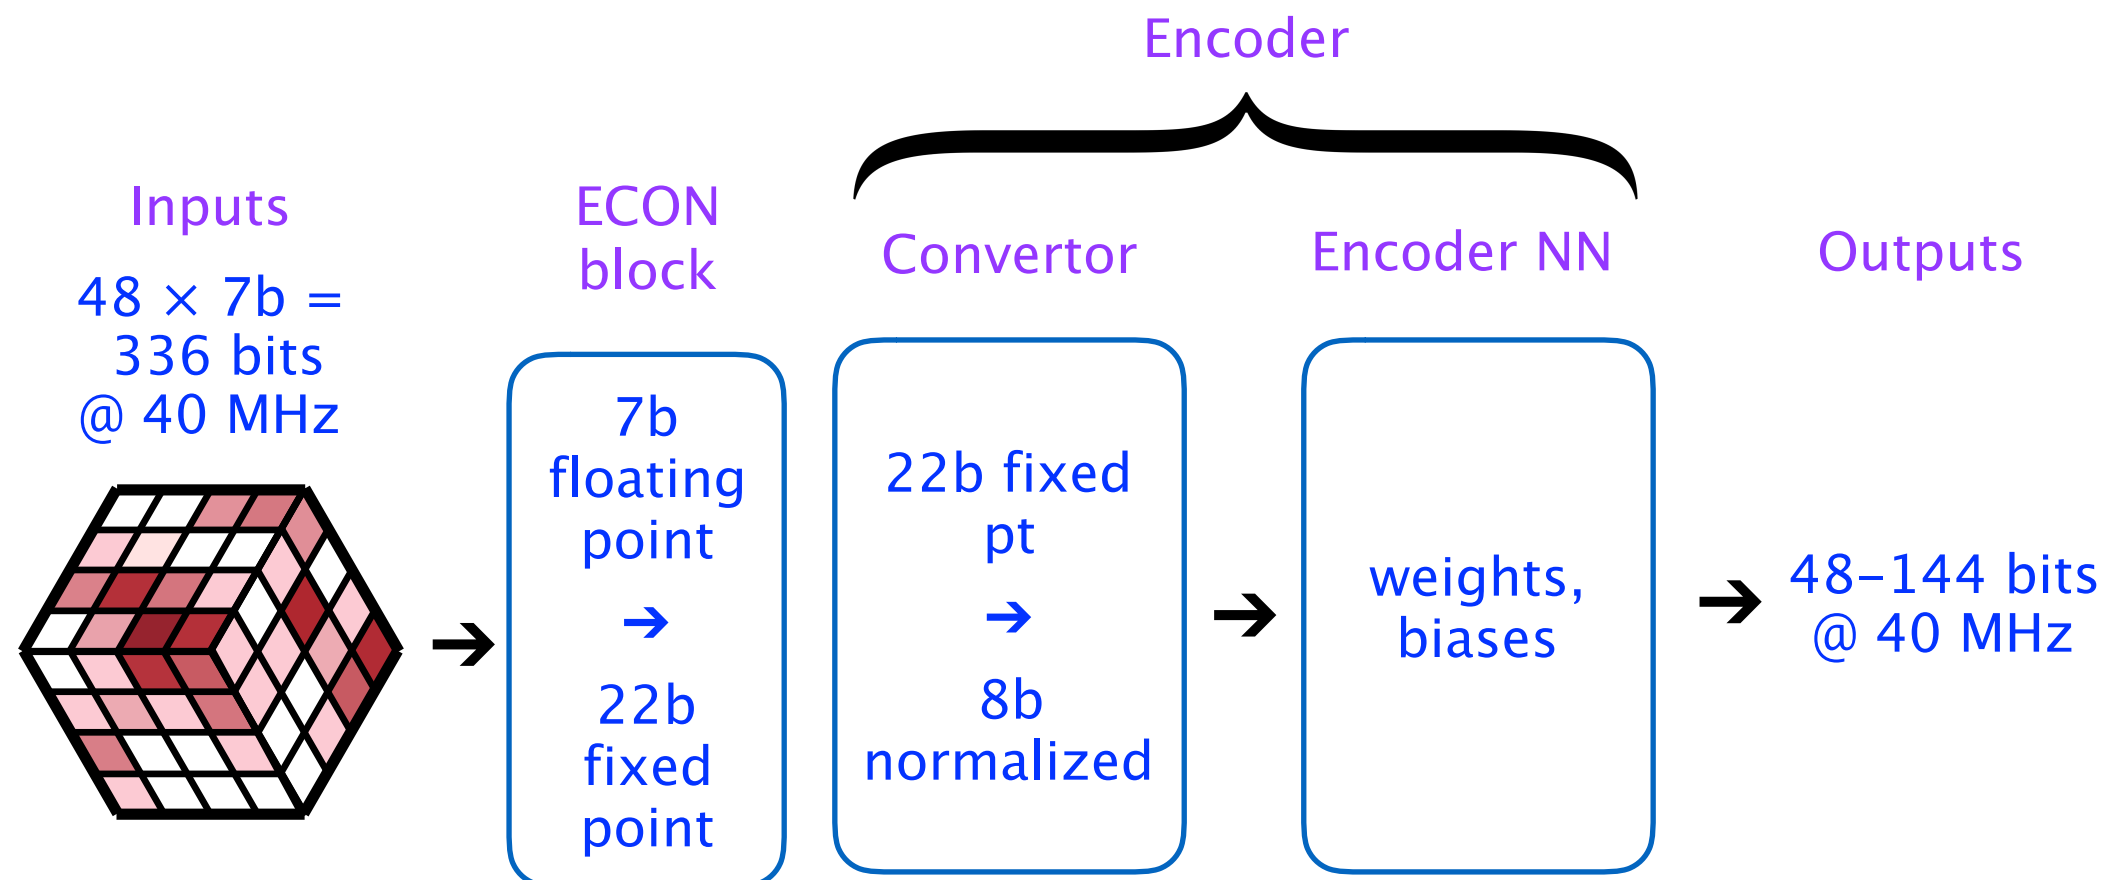 Encoder
Inputs
48 × 7b =
336 bits
@ 40 MHz
ECON
block
7b
floating
point
➔
22b
fixed
point
Convertor
22b fixed
pt
➔
8b
normalized
Encoder NN
weights,
biases
Outputs
48–144 bits
@ 40 MHz